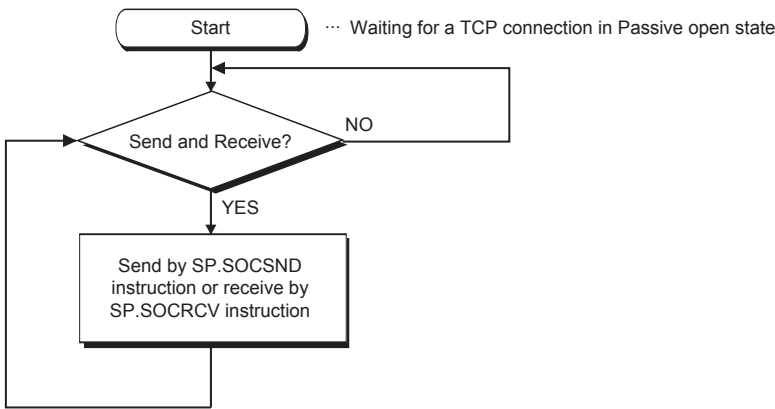 Start ··· Waiting for a TCP connection in Passive open state
Send and Receive?
NO
YES
Send by SP.SOCSND
instruction or receive by
SP.SOCRCV instruction